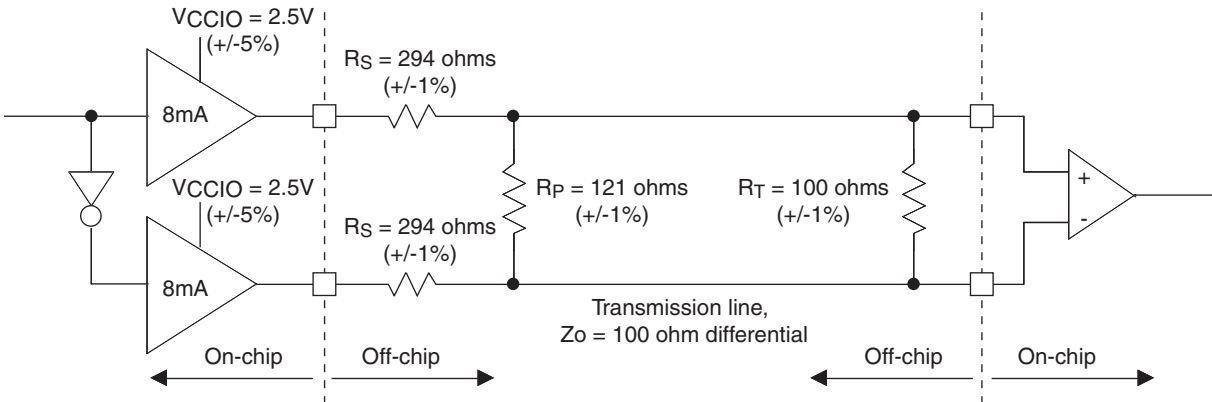 VCCIO = 2.5V
(+/-5%)
8mA
RS = 294 ohms
(+/-1%)
VCCIO = 2.5V
(+/-5%)
8mA
RS = 294 ohms
(+/-1%)
RP = 121 ohms
(+/-1%)
RT = 100 ohms
(+/-1%)
+
-
Transmission line,
Zo = 100 ohm differential
On-chip
Off-chip
Off-chip
On-chip